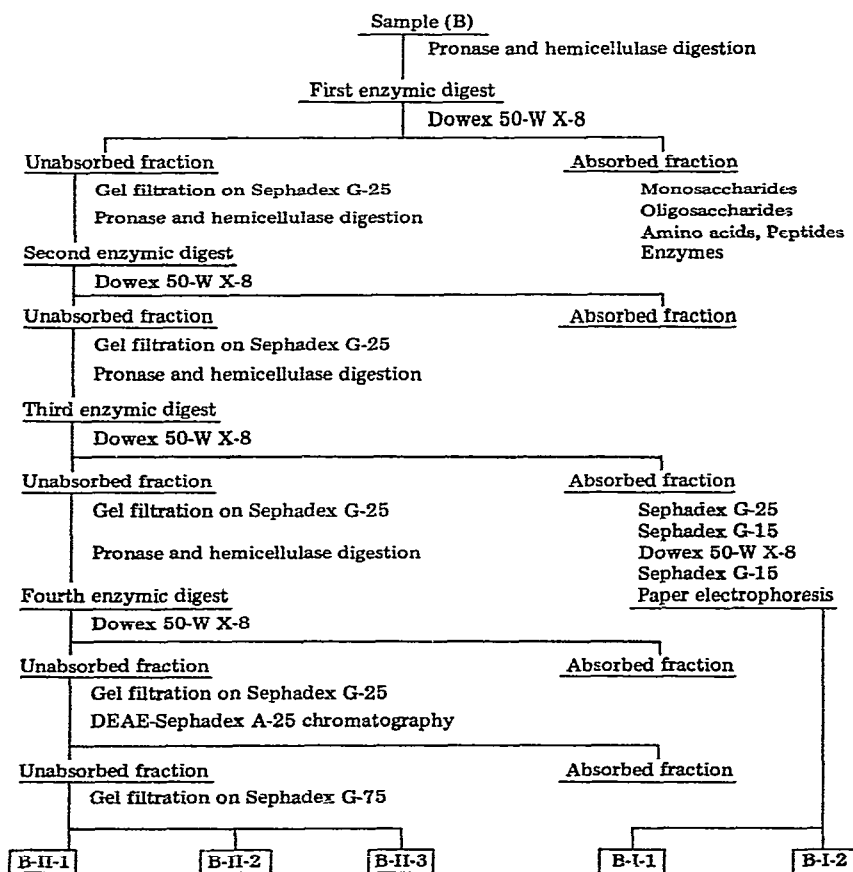 Sample (B)
Pronase and hemicellulase digestion
First enzymic digest
Dowex 50-W X-8
Unabsorbed fraction
Absorbed fraction
Gel filtration on Sephadex G-25
Pronase and hemicellulase digestion
Monosaccharides
Oligosaccharides
Amino acids, Peptides
Enzymes
Second enzymic digest
Dowex 50-W X-8
Unabsorbed fraction
Absorbed fraction
Gel filtration on Sephadex G-25
Pronase and hemicellulase digestion
Third enzymic digest
Dowex 50-W X-8
Unabsorbed fraction
Absorbed fraction
Gel filtration on Sephadex G-25
Pronase and hemicellulase digestion
Sephadex G-25
Sephadex G-15
Dowex 50-W X-8
Sephadex G-15
Paper electrophoresis
Fourth enzymic digest
Dowex 50-W X-8
Unabsorbed fraction
Absorbed fraction
Gel filtration on Sephadex G-25
DEAE-Sephadex A-25 chromatography
Unabsorbed fraction
Absorbed fraction
Gel filtration on Sephadex G-75
B-II-1
B-II-2
B-II-3
B-I-1
B-I-2